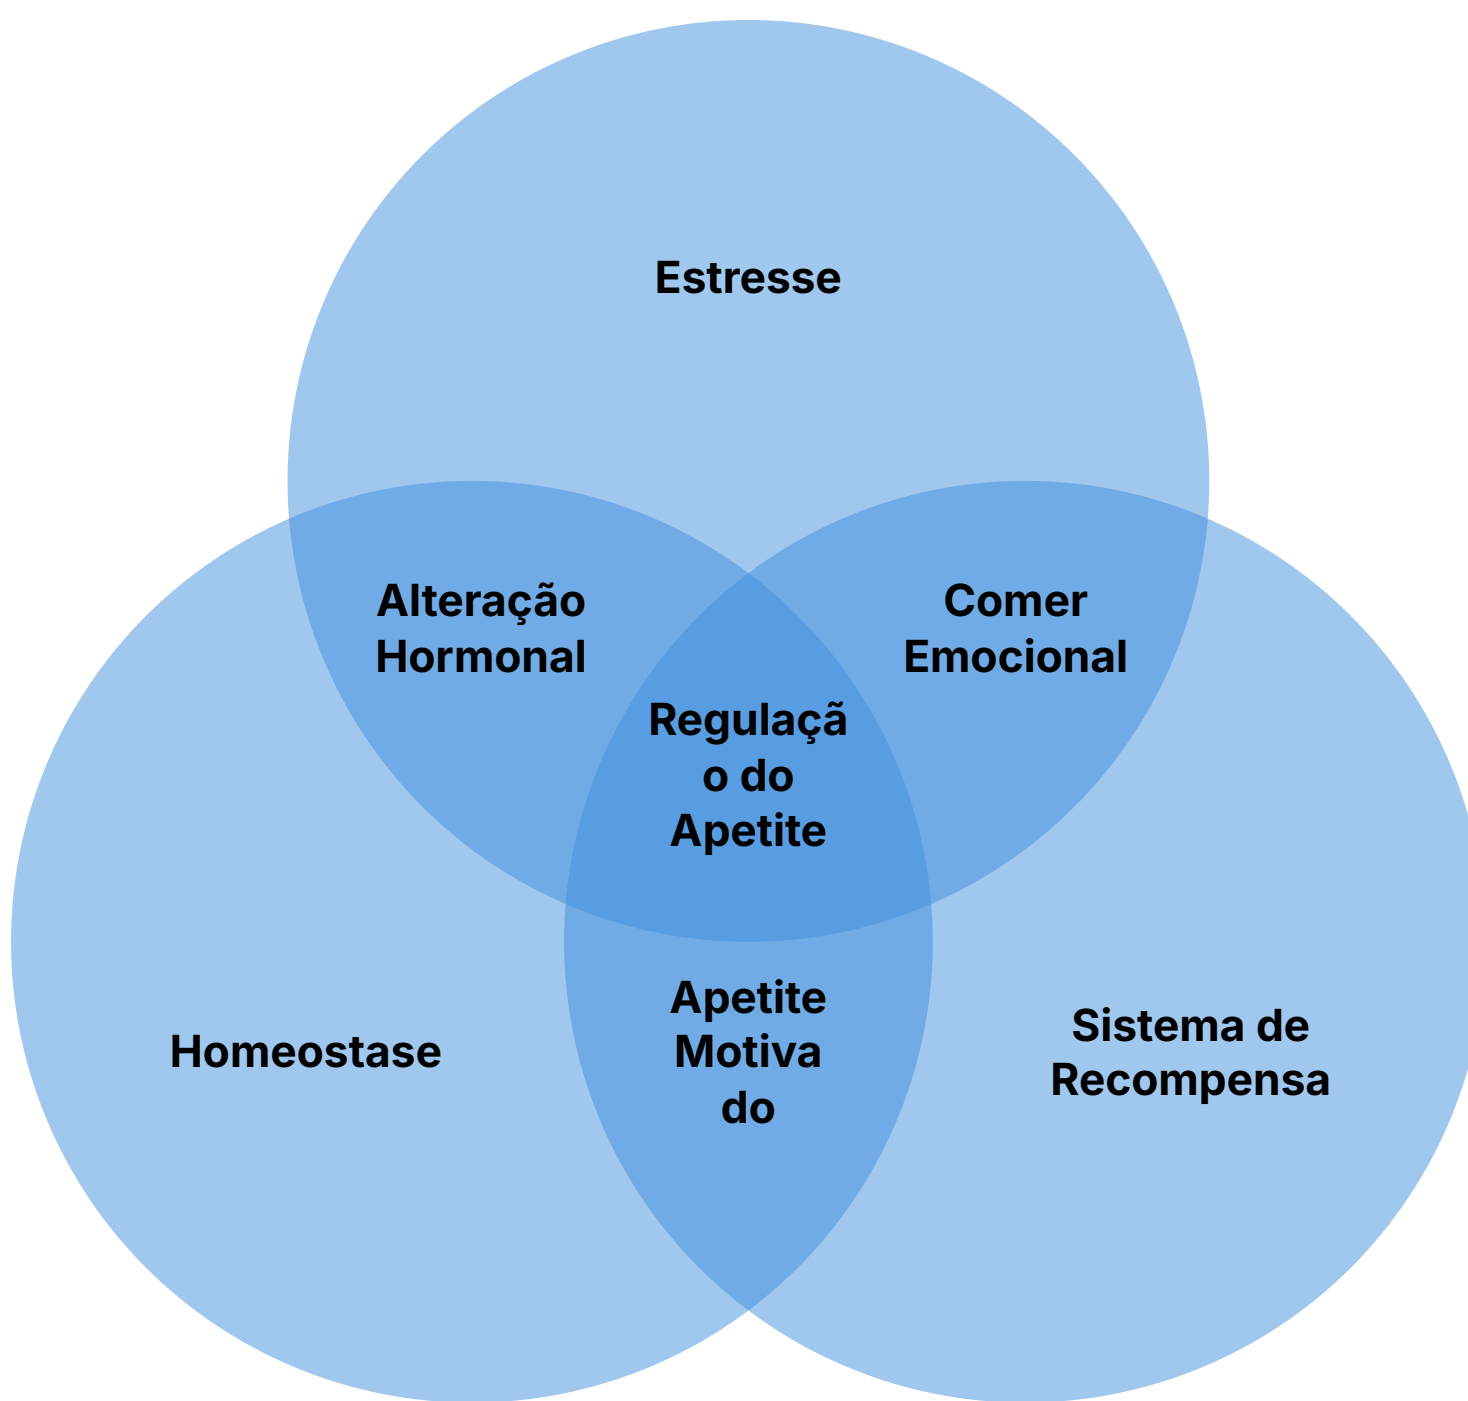 Estresse
Alteração
Hormonal
Comer
Emocional
Regulaçã
o do
Apetite
Homeostase
Apetite
Motiva
do
Sistema de
Recompensa